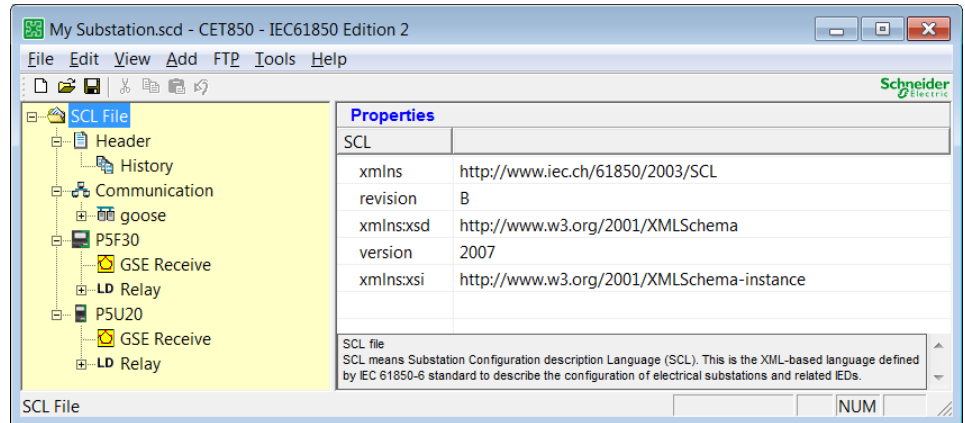 My Substation.scd - CET850 - IEC61850 Edition 2
File Edit View Add FTP Tools Help
Schneider
Electric
SCL File
Header
History
Communication
goose
P5F30
GSE Receive
LD Relay
P5U20
GSE Receive
LD Relay
Properties
SCL
xmlns http://www.iec.ch/61850/2003/SCL
revision B
xmlns:xsd http://www.w3.org/2001/XMLSchema
version 2007
xmlns:xsi http://www.w3.org/2001/XMLSchema-instance
SCL file
SCL means Substation Configuration description Language (SCL). This is the XML-based language defined
by IEC 61850-6 standard to describe the configuration of electrical substations and related IEDs.
SCL File NUM